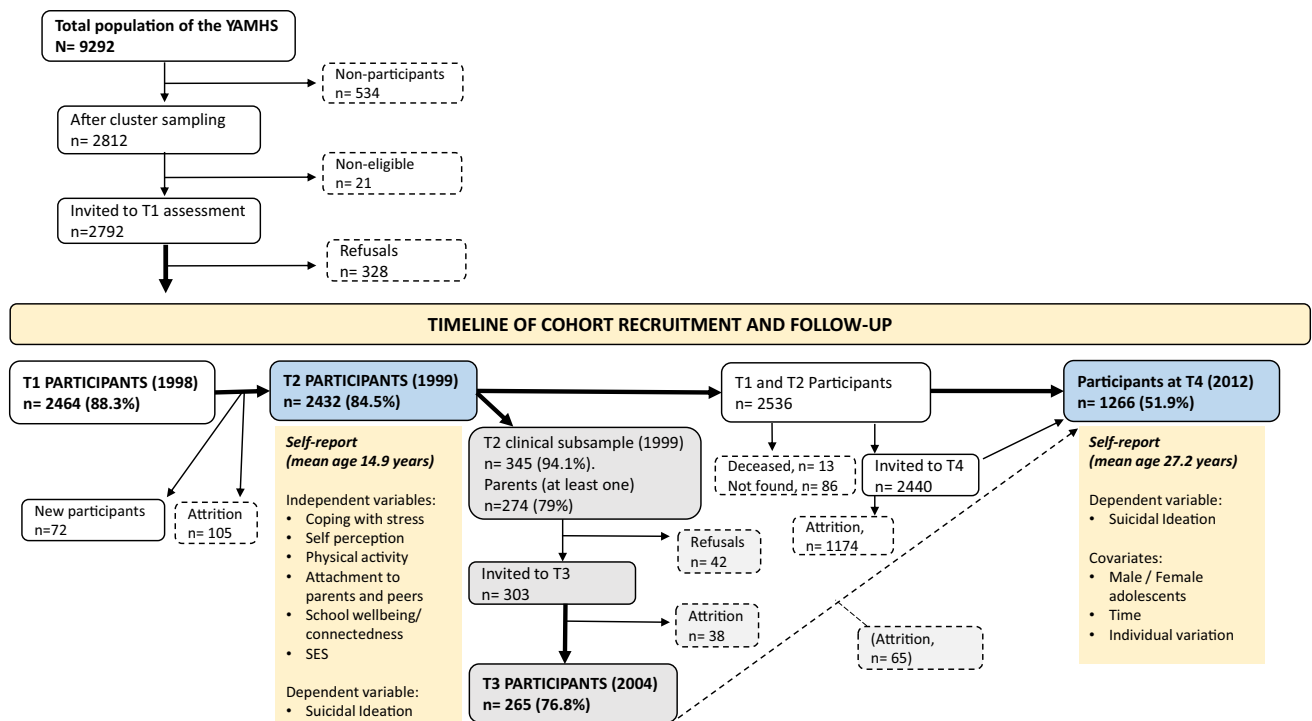 Total population of the YAMHS
N= 9292
Non-participants
n= 534
After cluster sampling
n= 2812
Non-eligible
n= 21
Invited to T1 assessment
n=2792
Refusals
n= 328
TIMELINE OF COHORT RECRUITMENT AND FOLLOW-UP
T1 PARTICIPANTS (1998)
n= 2464 (88.3%)
New participants
n=72
Attrition
n= 105
T2 PARTICIPANTS (1999)
n= 2432 (84.5%)
Self-report
(mean age 14.9 years)
Independent variables:
• Coping with stress
• Self perception
• Physical activity
• Attachment to
parents and peers
• School wellbeing/
connectedness
• SES
Dependent variable:
• Suicidal Ideation
T2 clinical subsample (1999)
n= 345 (94.1%).
Parents (at least one)
n=274 (79%)
Refusals
n= 42
Invited to T3
n= 303
Attrition
n= 38
T3 PARTICIPANTS (2004)
n= 265 (76.8%)
T1 and T2 Participants
n= 2536
Deceased, n= 13
Not found, n= 86
Invited to T4
n= 2440
Attrition,
n= 1174
(Attrition,
n= 65)
Participants at T4 (2012)
n= 1266 (51.9%)
Self-report
(mean age 27.2 years)
Dependent variable:
• Suicidal Ideation
Covariates:
• Male / Female
adolescents
• Time
• Individual variation